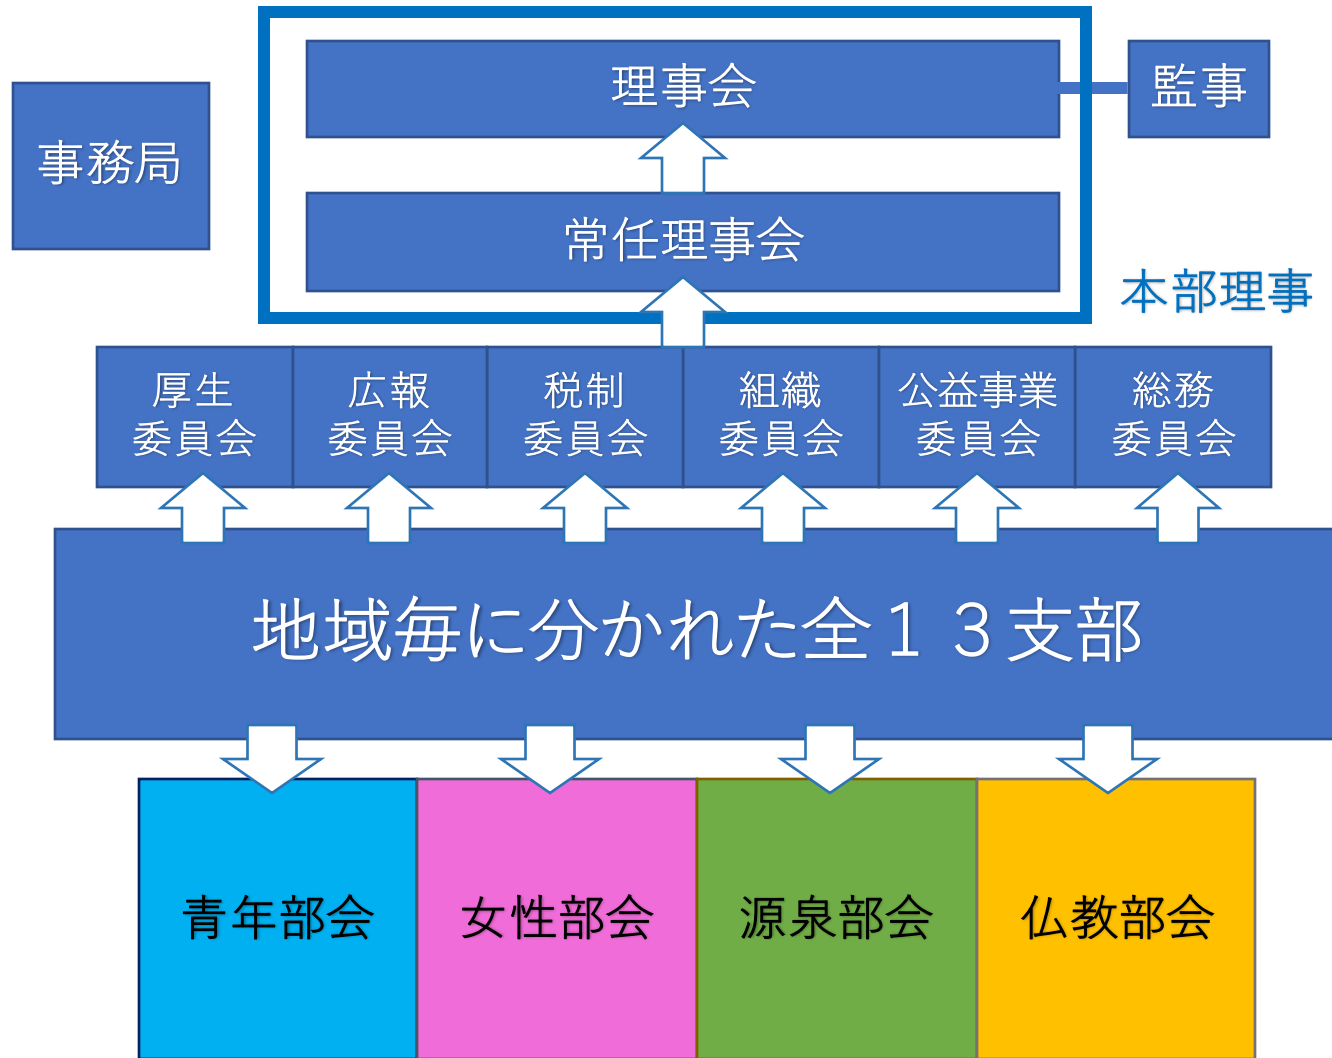 理事会
監事
事務局
常任理事会
本部理事
厚生
委員会
広報
委員会
税制
委員会
組織
委員会
公益事業
委員会
総務
委員会
地域毎に分かれた全１３支部
青年部会
女性部会
源泉部会
仏教部会